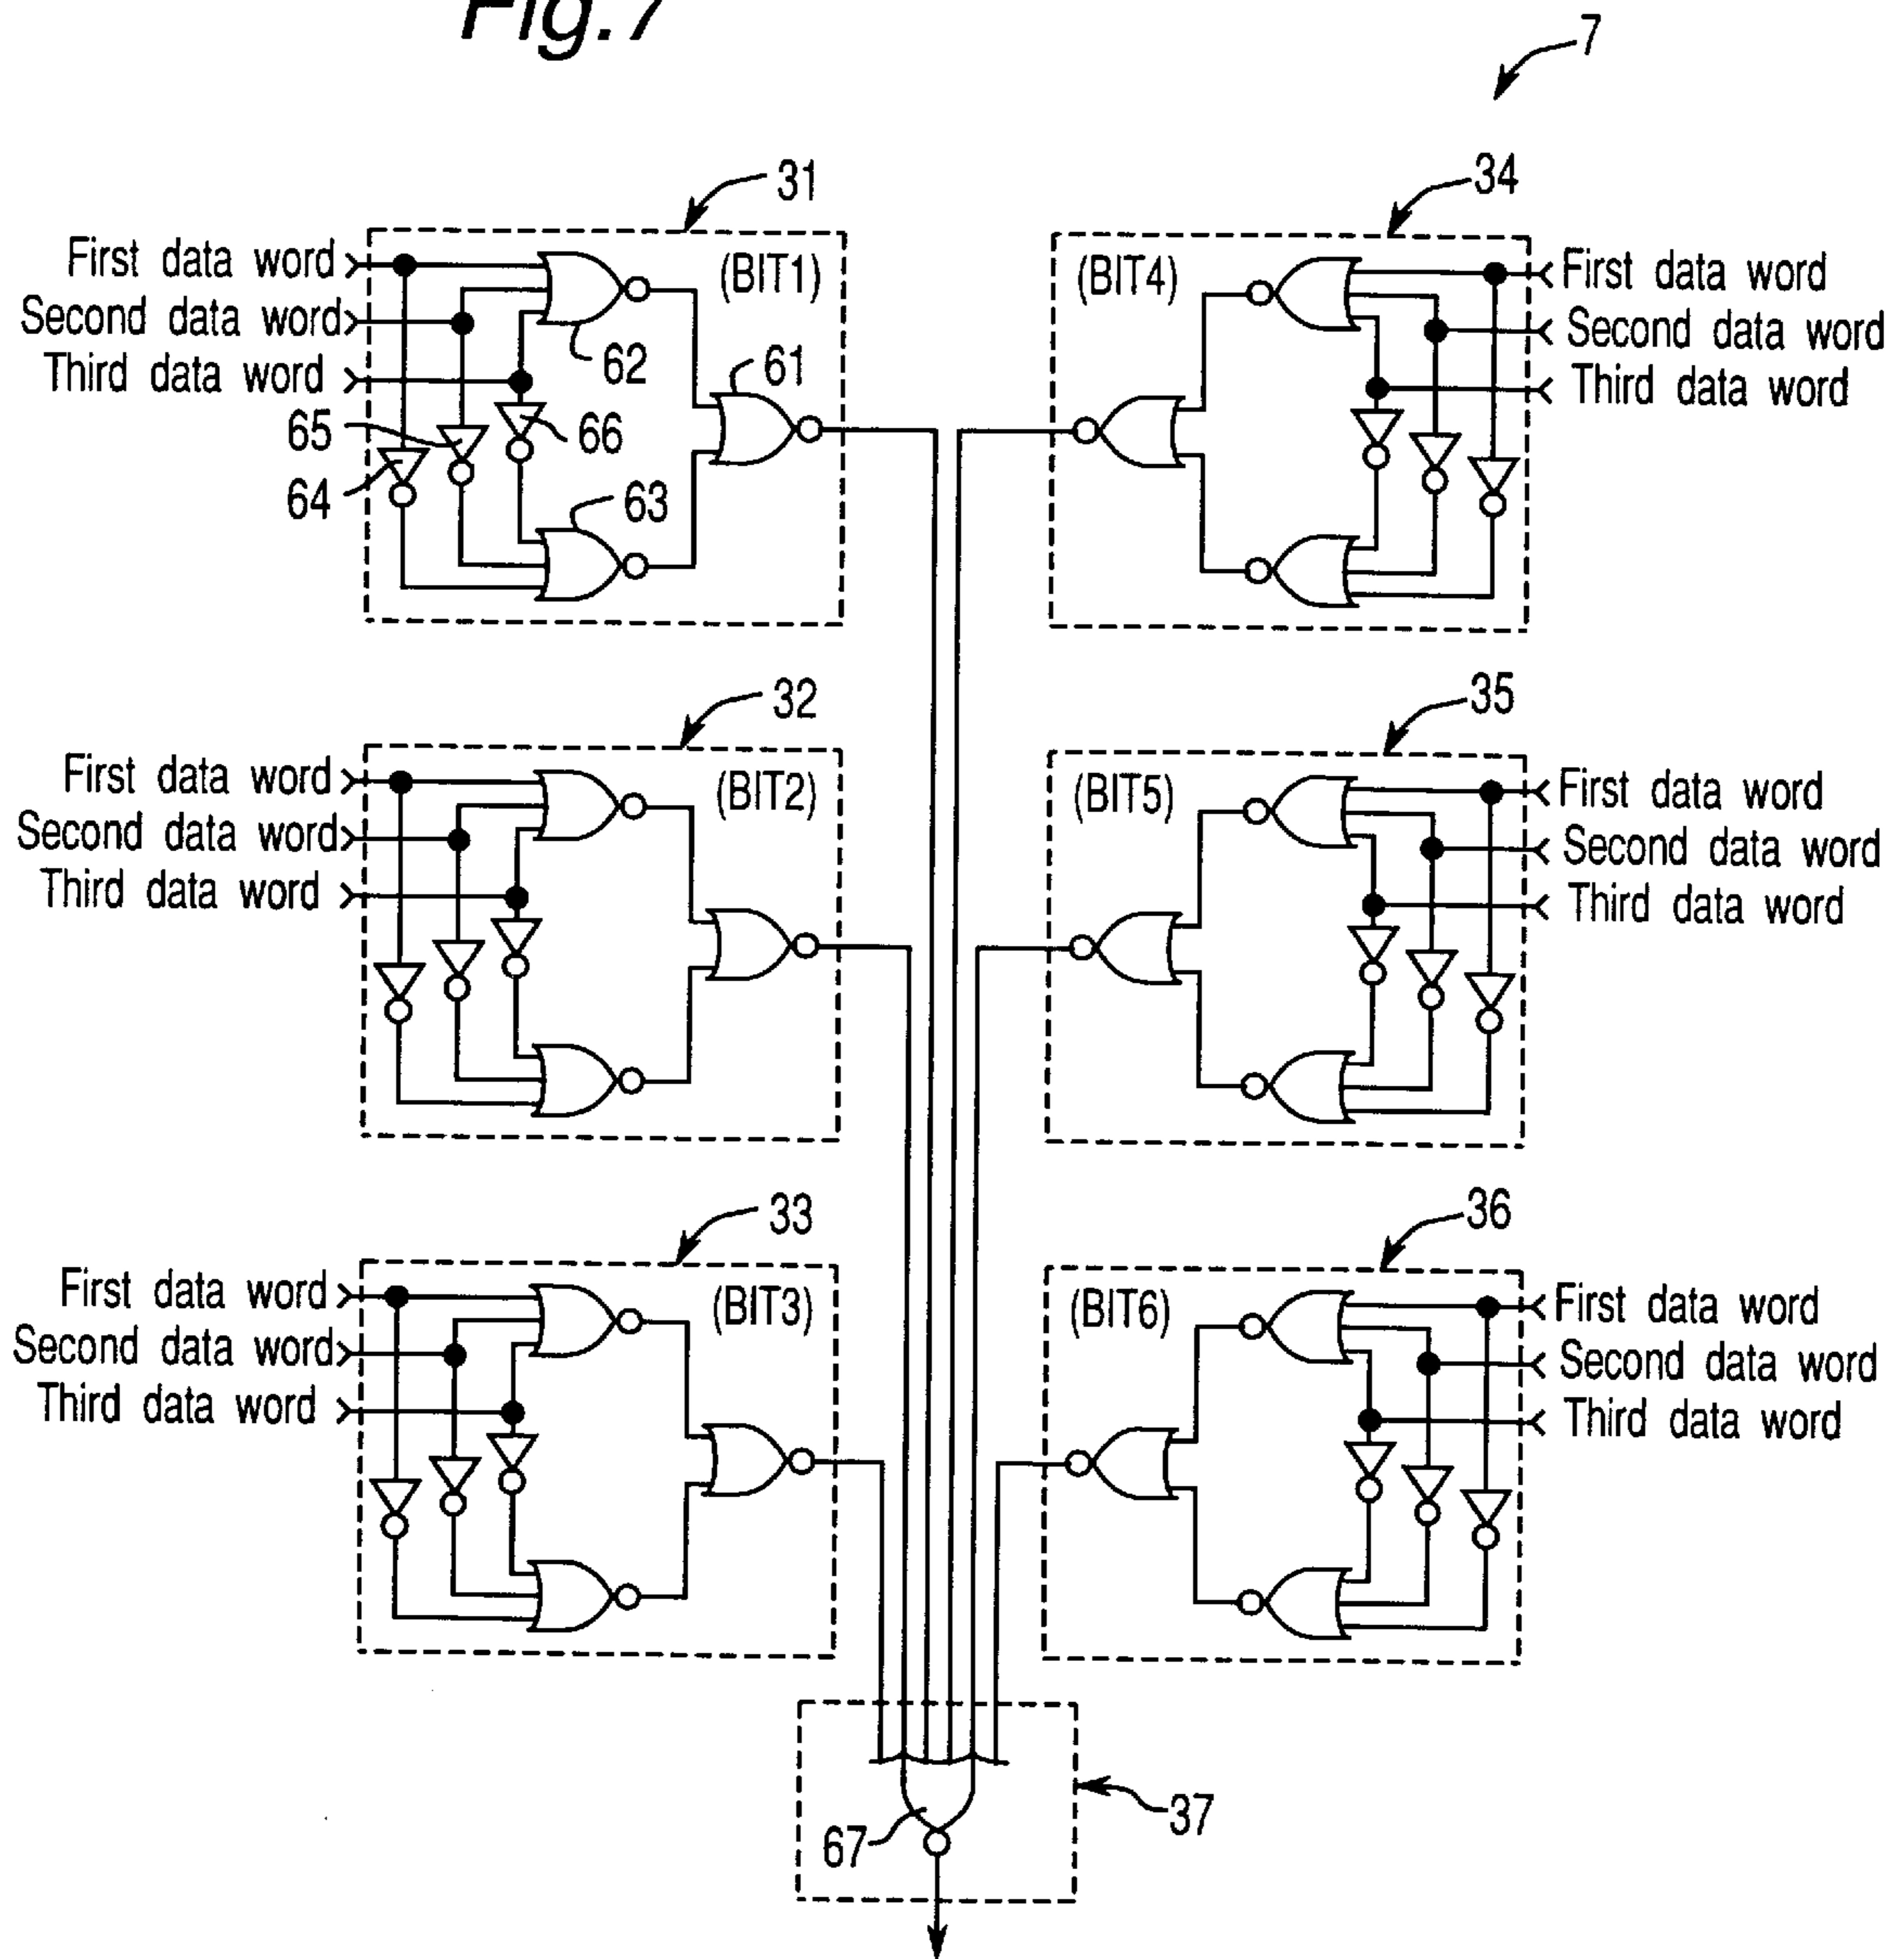 Fig.7
7
31
First data word
(BIT1)
Second data word
Third data word
62
61
65
66
64
63
34
(BIT4)
First data word
Second data word
Third data word
32
First data word
(BIT2)
Second data word
Third data word
35
(BIT5)
First data word
Second data word
Third data word
33
First data word
(BIT3)
Second data word
Third data word
36
(BIT6)
First data word
Second data word
Third data word
67
37